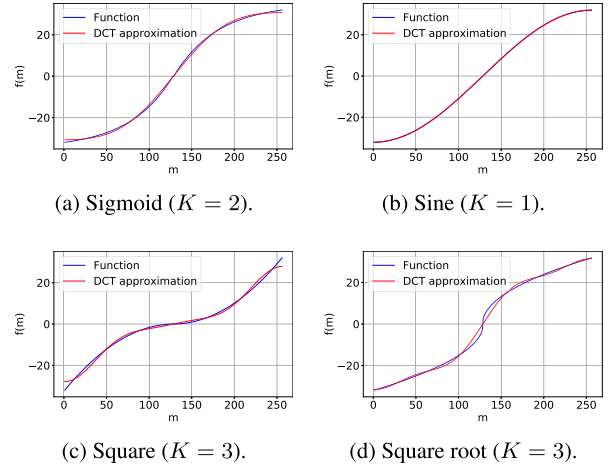 Function
DCT approximation
f(m)
20
0
−20
0 50 100 150 200 250
m
(a) Sigmoid (K = 2).
Function
DCT approximation
f(m)
20
0
−20
0 50 100 150 200 250
m
(b) Sine (K = 1).
Function
DCT approximation
f(m)
20
0
−20
0 50 100 150 200 250
m
(c) Square (K = 3).
Function
DCT approximation
f(m)
20
0
−20
0 50 100 150 200 250
m
(d) Square root (K = 3).